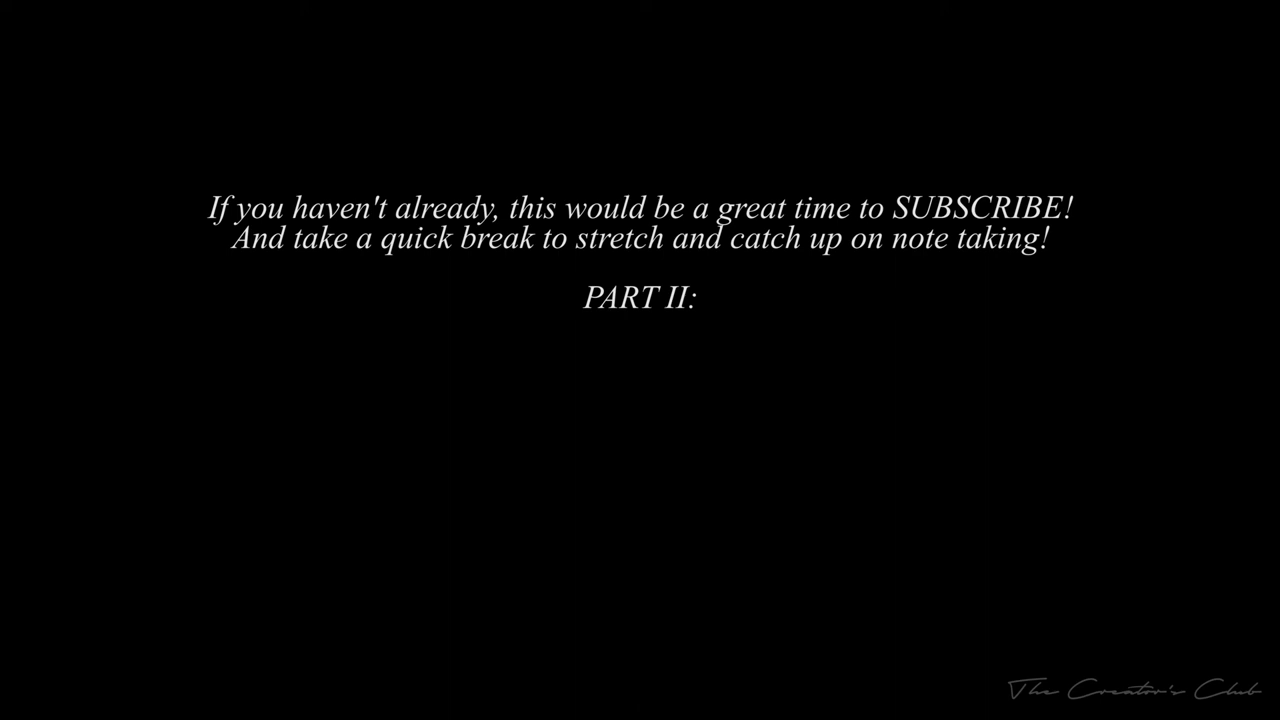 If you haven't already, this would be a great time to SUBSCRIBE!
And take a quick break to stretch and catch up on note taking!
PART II:
The Creator's Club